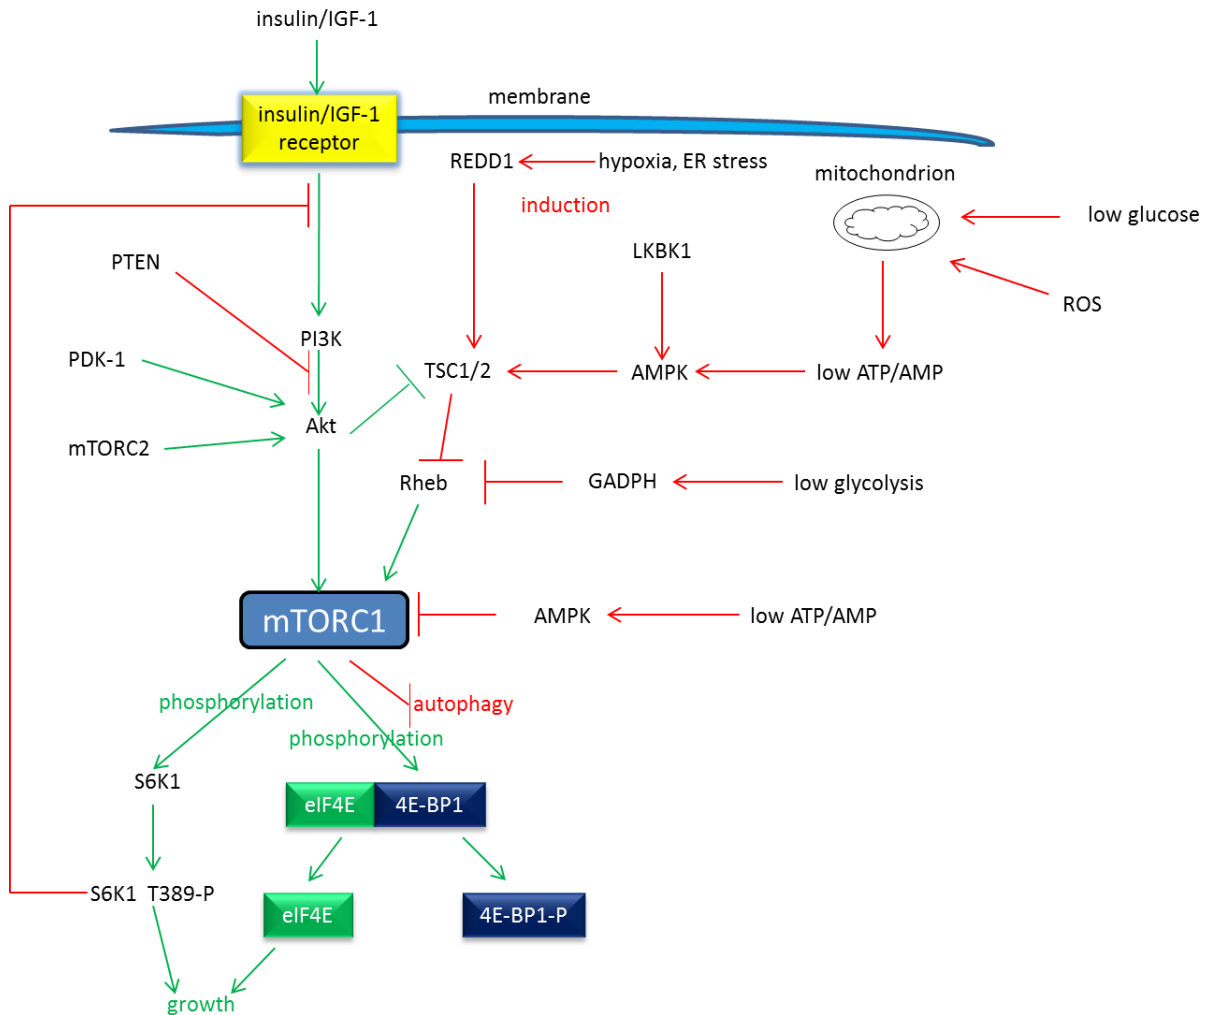 insulin/IGF-1
membrane
insulin/IGF-1
receptor
REDD1
hypoxia, ER stress
mitochondrion
induction
low glucose
LKBK1
PTEN
ROS
PI3K
PDK-1
TSC1/2
AMPK
low ATP/AMP
Akt
mTORC2
Rheb
GADPH
low glycolysis
mTORC1
AMPK
low ATP/AMP
phosphorylation
autophagy
phosphorylation
S6K1
eIF4E
4E-BP1
S6K1 T389-P
eIF4E
4E-BP1-P
growth